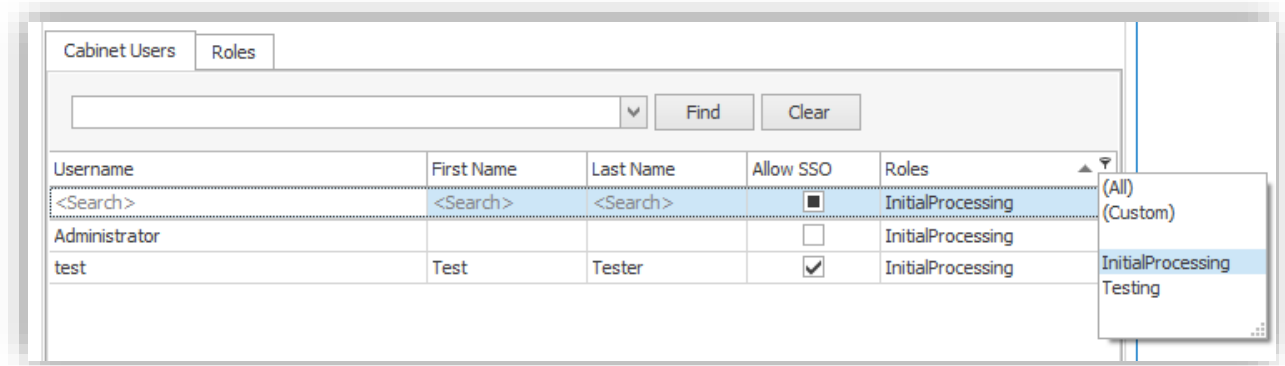 Cabinet Users Roles
Find Clear
Username First Name Last Name Allow SSO Roles
<Search> <Search> <Search> InitialProcessing
Administrator InitialProcessing
test Test Tester InitialProcessing
(All)
(Custom)
InitialProcessing
Testing